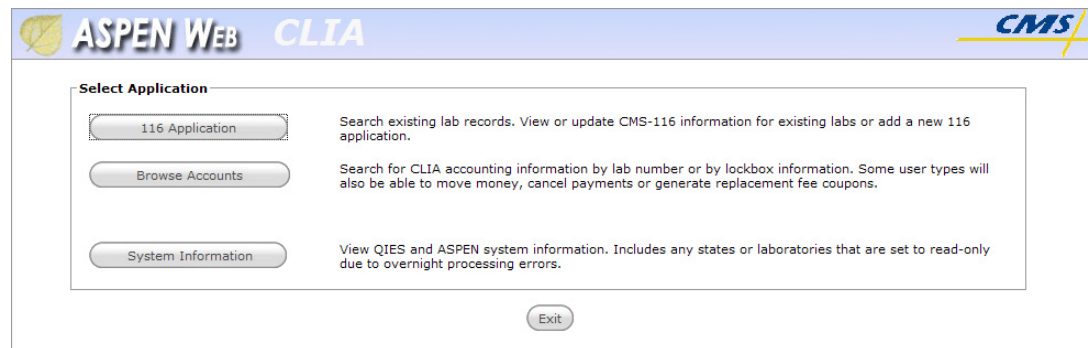 ASPEN WEB CLIA
CMS
Select Application
116 Application
Search existing lab records. View or update CMS-116 information for existing labs or add a new 116
application.
Browse Accounts
Search for CLIA accounting information by lab number or by lockbox information. Some user types will
also be able to move money, cancel payments or generate replacement fee coupons.
System Information
View QIES and ASPEN system information. Includes any states or laboratories that are set to read-only
due to overnight processing errors.
Exit